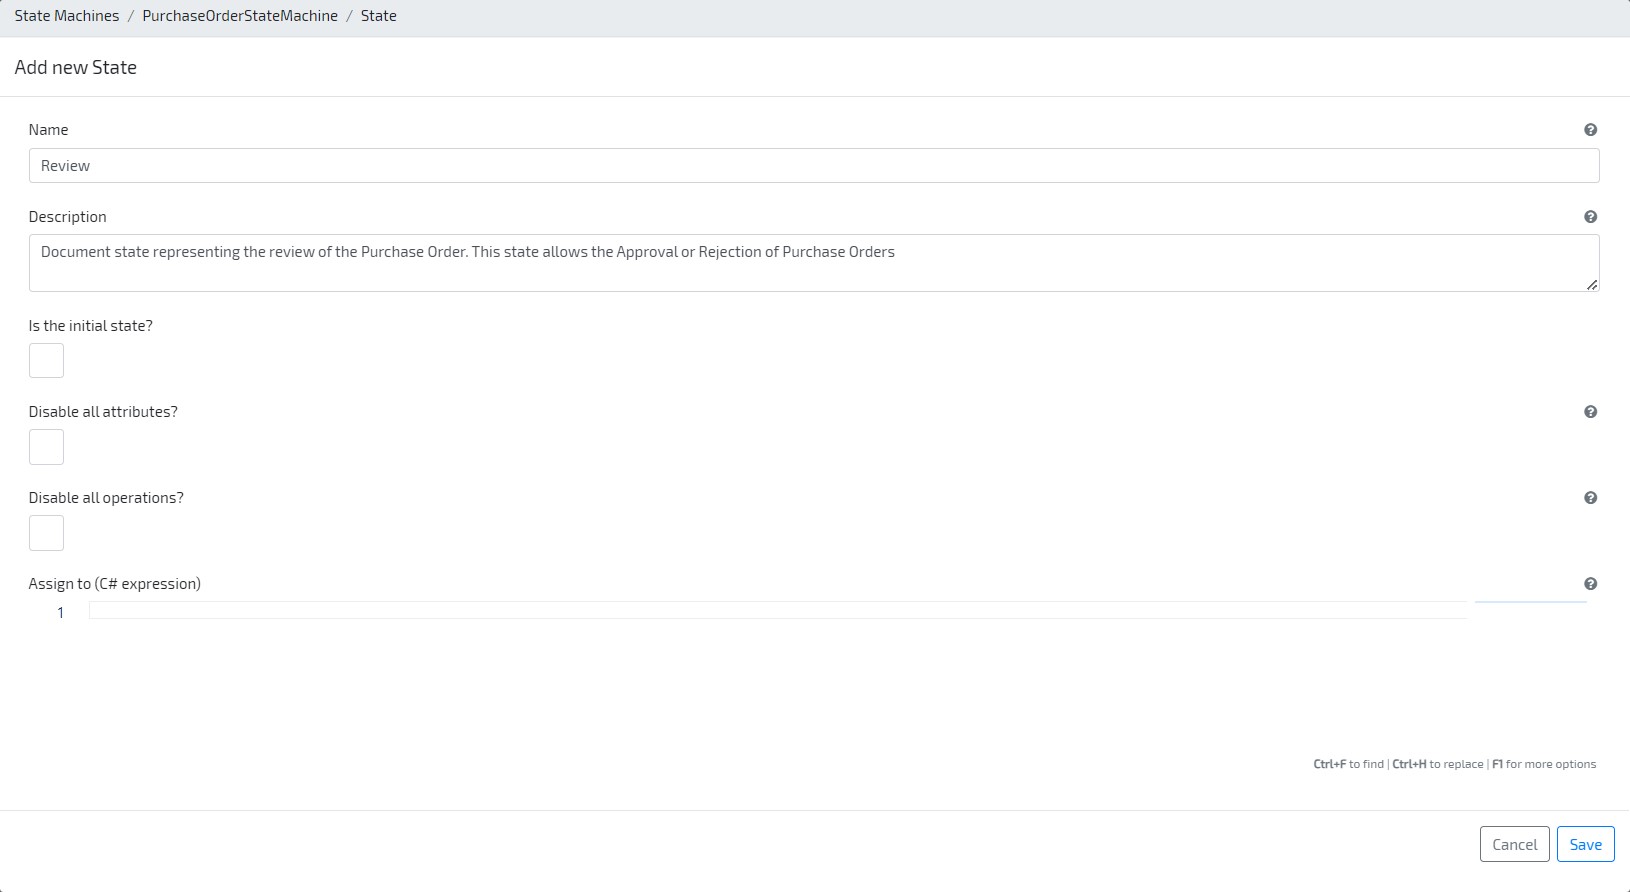 State Machines / PurchaseOrderStateMachine / State
Add new State
Name
Review
Description
Document state representing the review of the Purchase Order. This state allows the Approval or Rejection of Purchase Orders
Is the initial state?
Disable all attributes?
Disable all operations?
Assign to (C# expression)
1
Ctrl+F to find | Ctrl+H to replace | F1 for more options
Cancel Save